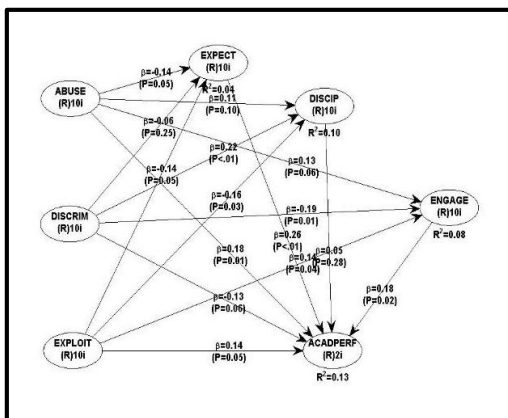 EXPECT
(R)10i
R²=0.04
β=-0.14
(P=0.05)
ABUSE
(R)10i
β=0.11
(P=0.10)
DISCIP
(R)10i
R²=0.10
β=-0.06
(P=0.25)
β=0.22
(P<.01)
β=0.13
(P=0.06)
β=-0.14
(P=0.05)
β=-0.16
(P=0.03)
ENGAGE
(R)10i
R²=0.08
DISCRIM
(R)10i
β=-0.19
(P=0.01)
β=0.26
(P<.01)
β=0.05
(P=0.28)
β=0.14
(P=0.04)
β=0.18
(P=0.01)
β=0.18
(P=0.02)
β=-0.13
(P=0.06)
EXPLOIT
(R)10i
β=0.14
(P=0.05)
ACADPERF
(R)2i
R²=0.13